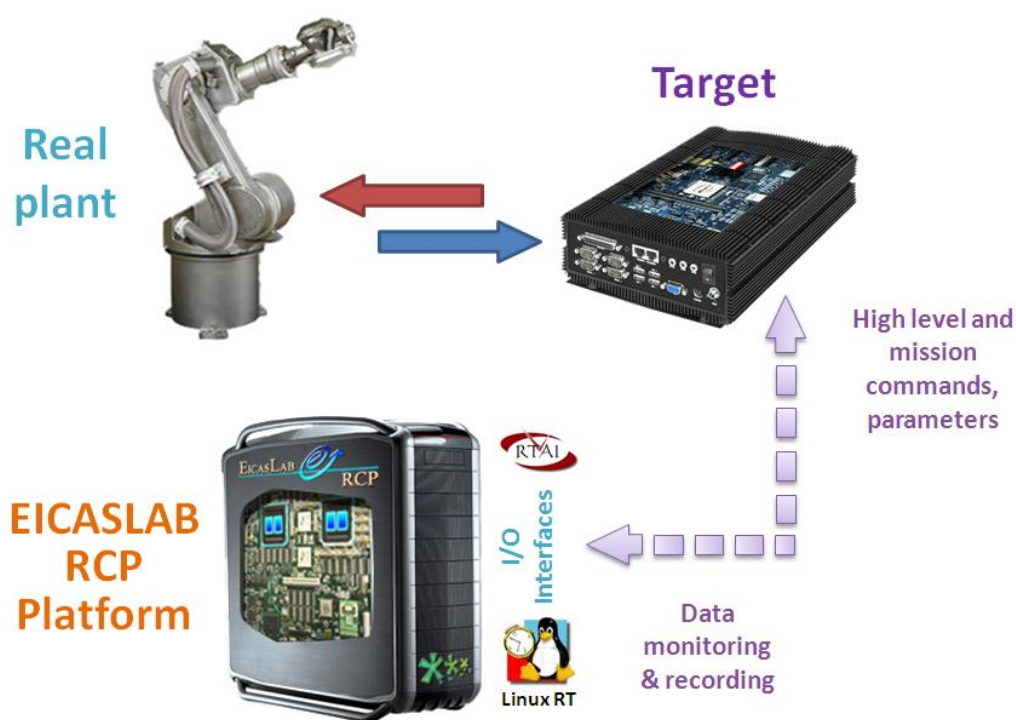 Target
Real
plant
High level and
mission
commands,
parameters
RTAI
EICASLAB
RCP
EICASLAB
RCP
Platform
I/O
Interfaces
Data
monitoring
& recording
Linux RT